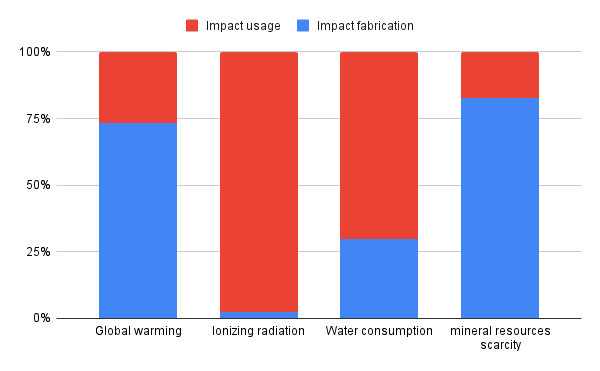 Impact usage Impact fabrication
100%
75%
50%
25%
0%
Global warming Ionizing radiation Water consumption mineral resources
scarcity